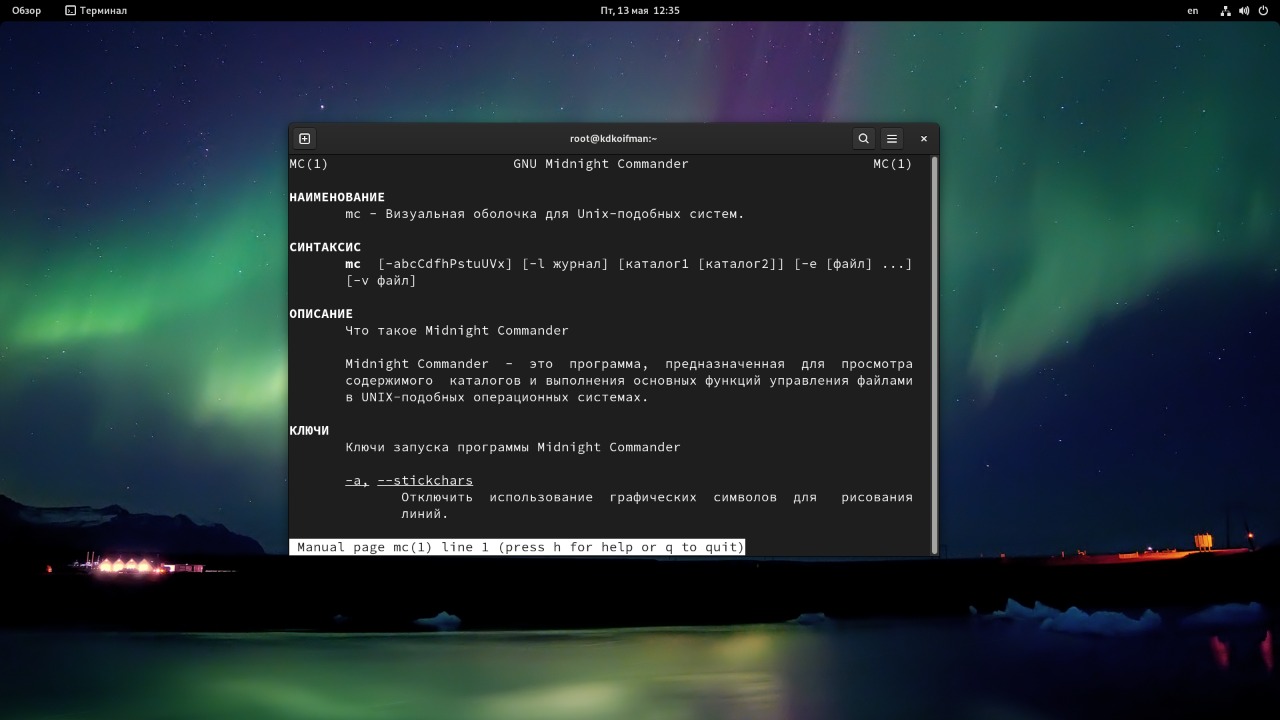 Обзор Терминал Пт, 13 мая 12:35 en
root@kdkoifman:~
MC(1) GNU Midnight Commander MC(1)
НАИМЕНОВАНИЕ
mc - Визуальная оболочка для Unix-подобных систем.
СИНТАКСИС
mc [-abcCdfhPstuUVx] [-l журнал] [каталог1 [каталог2]] [-e [файл] ...]
[-v файл]
ОПИСАНИЕ
Что такое Midnight Commander
Midnight Commander - это программа, предназначенная для просмотра
содержимого каталогов и выполнения основных функций управления файлами
в UNIX-подобных операционных системах.
КЛЮЧИ
Ключи запуска программы Midnight Commander
-a, --stickchars
Отключить использование графических символов для рисования
линий.
Manual page mc(1) line 1 (press h for help or q to quit)